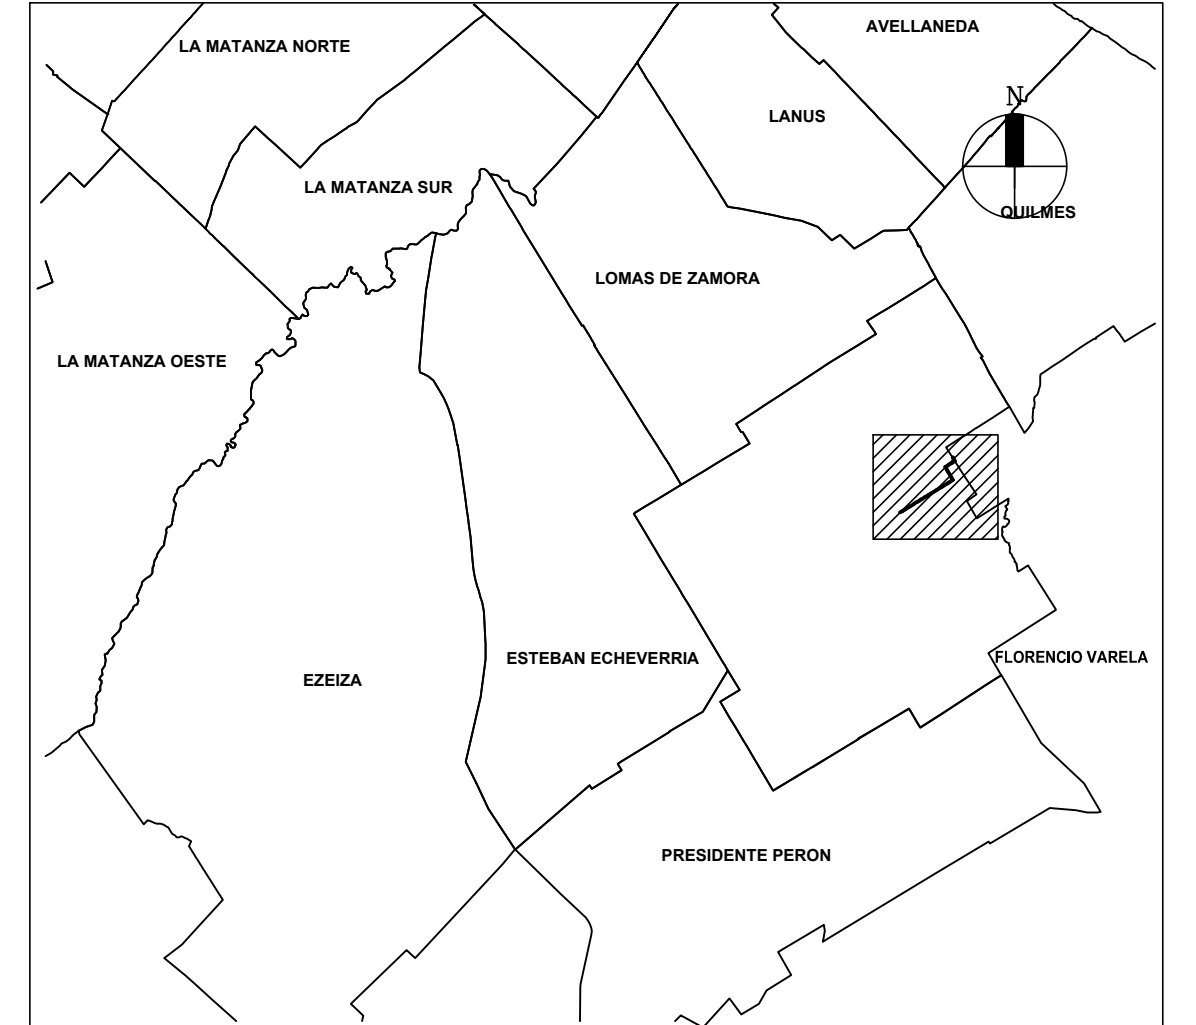 AVELLANEDA
LA MATANZA NORTE
N
LANUS
LA MATANZA SUR
QUILMES
LOMAS DE ZAMORA
LA MATANZA OESTE
ESTEBAN ECHEVERRIA
FLORENCIO VARELA
EZEIZA
PRESIDENTE PERON